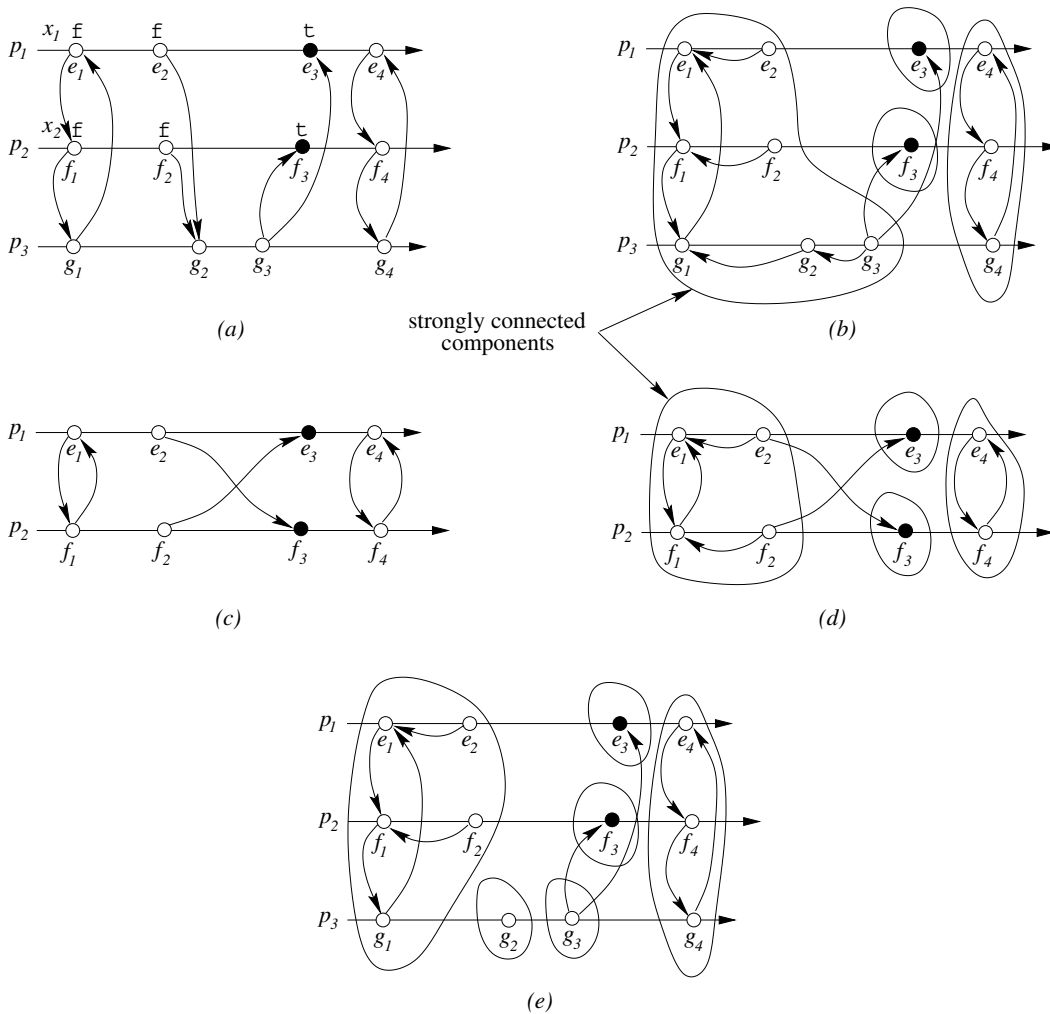 x1 f f t
p1
e1 e2 e3 e4
x2 f f t
p2
f1 f2 f3 f4
p3
g1 g2 g3 g4
(a)
p1
e1 e2 e3 e4
p2
f1 f2 f3 f4
p3
g1 g2 g3 g4
(b)
strongly connected
components
p1
e1 e2 e3 e4
p2
f1 f2 f3 f4
(c)
p1
e1 e2 e3 e4
p2
f1 f2 f3 f4
(d)
p1
e1 e2 e3 e4
p2
f1 f2 f3 f4
p3
g1 g2 g3 g4
(e)